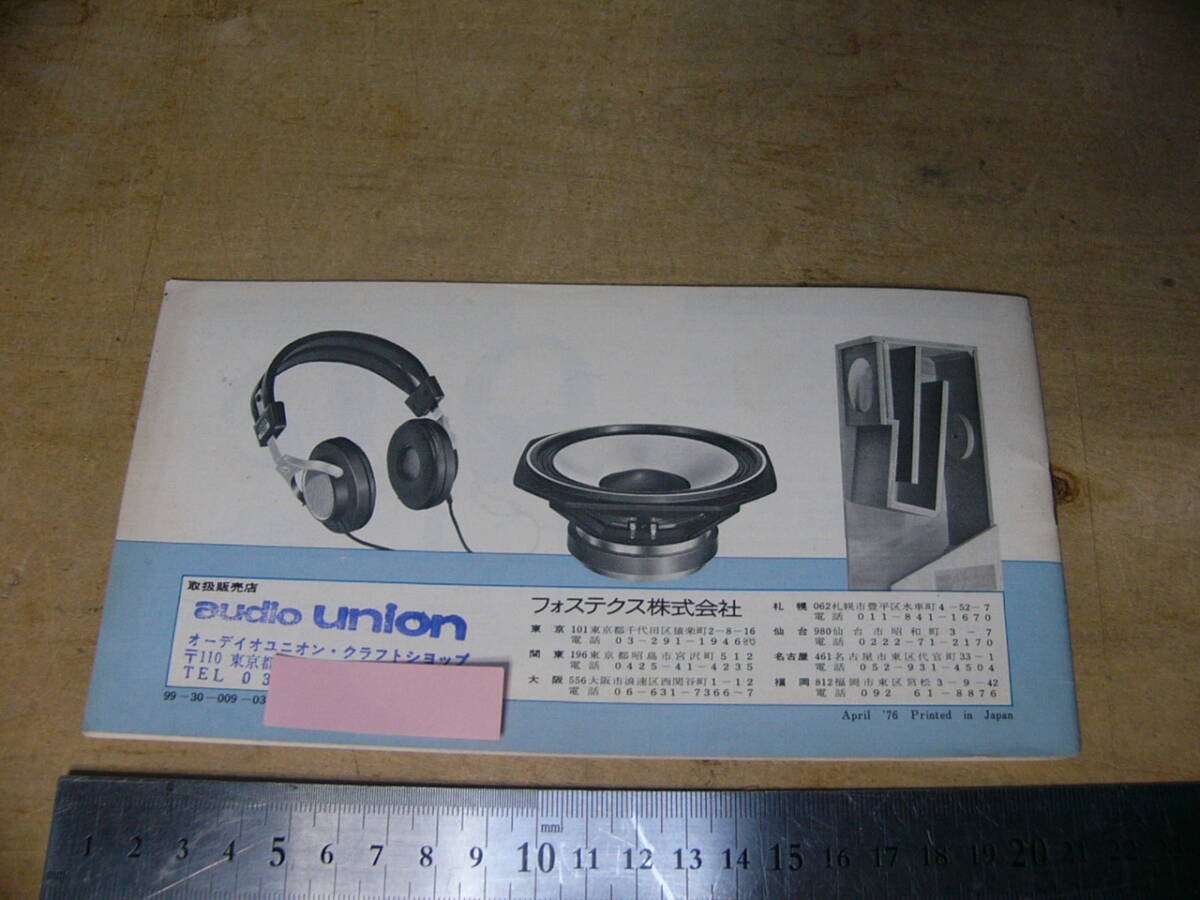 取扱販売店
audio union
オーデイオユニオン・クラフトショップ
〒110 東京都
TEL 03
99-30-009-03
フォステクス株式会社
東京 101東京都千代田区猿楽町2-8-16
電話 03-291-1946㈹
関東 196東京都昭島市宮沢町512
電話 0425-41-4235
大阪 556大阪市浪速区西関谷町1-12
電話 06-631-7366~7
札幌 062札幌市豊平区水車町4-52-7
電話 011-841-1670
仙台 980仙台市昭和町3-7
電話 0222-71-2170
名古屋 461名古屋市東区代官町33-1
電話 052-931-4504
福岡 812福岡市東区筥松3-9-42
電話 092 61-8876
April '76 Printed in Japan
mm
1 2 3 4 5 6 7 8 9 10 11 12 13 14 15 16 17 18 19 20 21